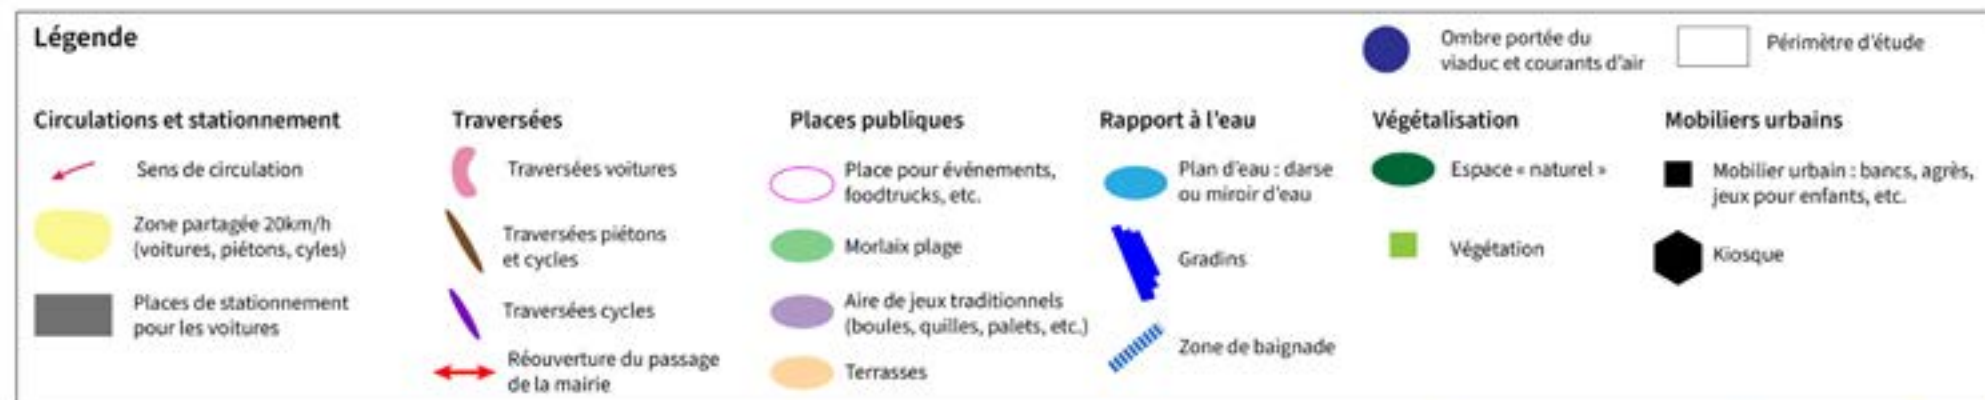 Légende
Ombre portée du
viaduc et courants d'air
Périmètre d'étude
Circulations et stationnement
Sens de circulation
Zone partagée 20km/h
(voitures, piétons, cyles)
Places de stationnement
pour les voitures
Traversées
Traversées voitures
Traversées piétons
et cycles
Traversées cycles
Réouverture du passage
de la mairie
Places publiques
Place pour événements,
foodtrucks, etc.
Morlaix plage
Aire de jeux traditionnels
(boules, quilles, palets, etc.)
Terrasses
Rapport à l'eau
Plan d'eau : darse
ou miroir d'eau
Gradins
Zone de baignade
Végétalisation
Espace « naturel »
Végétation
Mobiliers urbains
Mobilier urbain : bancs, agrès,
jeux pour enfants, etc.
Kiosque